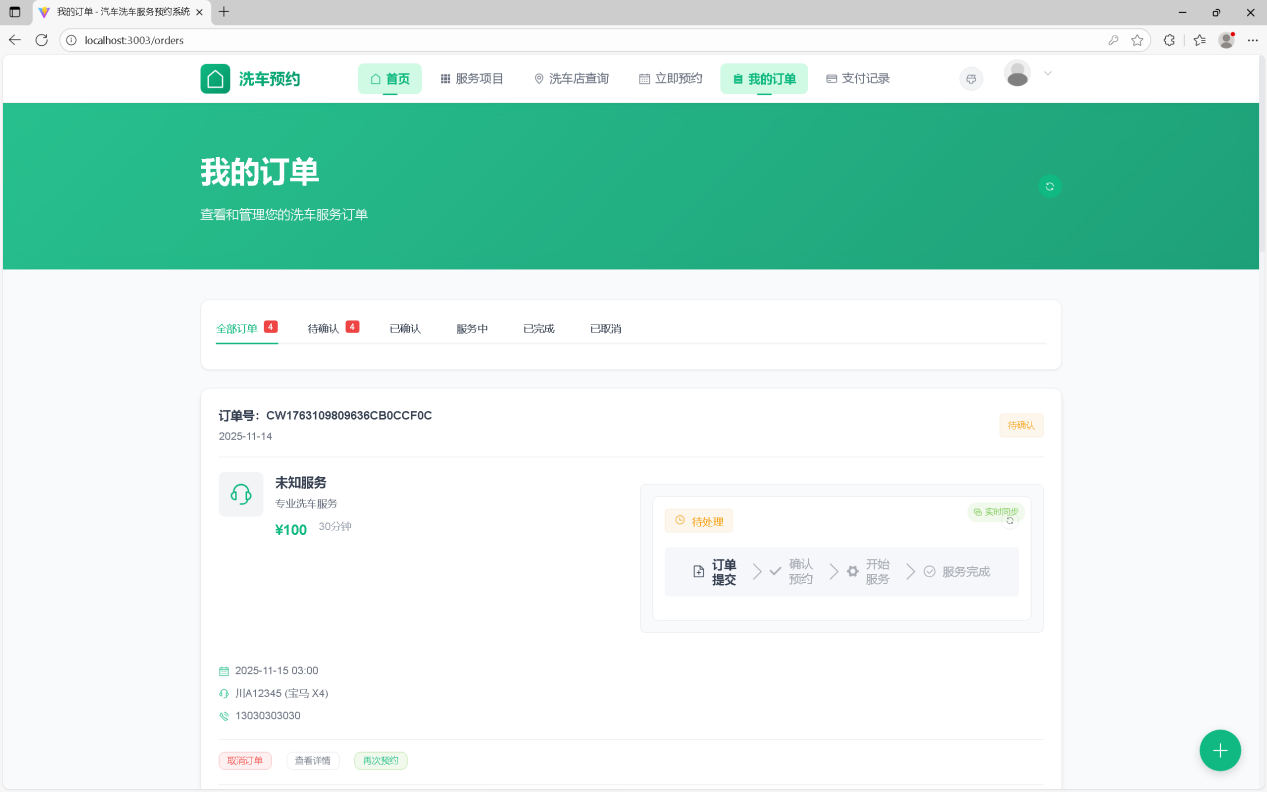 我的订单 - 汽车洗车服务预约系统
localhost:3003/orders
洗车预约
首页
服务项目
洗车店查询
立即预约
我的订单
支付记录
我的订单
查看和管理您的洗车服务订单
全部订单 4
待确认 4
已确认
服务中
已完成
已取消
订单号：CW1763109809636CB0CCF0C
2025-11-14
待确认
未知服务
专业洗车服务
¥100 30分钟
实时同步
待处理
订单
提交
确认
预约
开始
服务
服务完成
2025-11-15 03:00
川A12345 (宝马 X4)
13030303030
取消订单
查看详情
再次预约